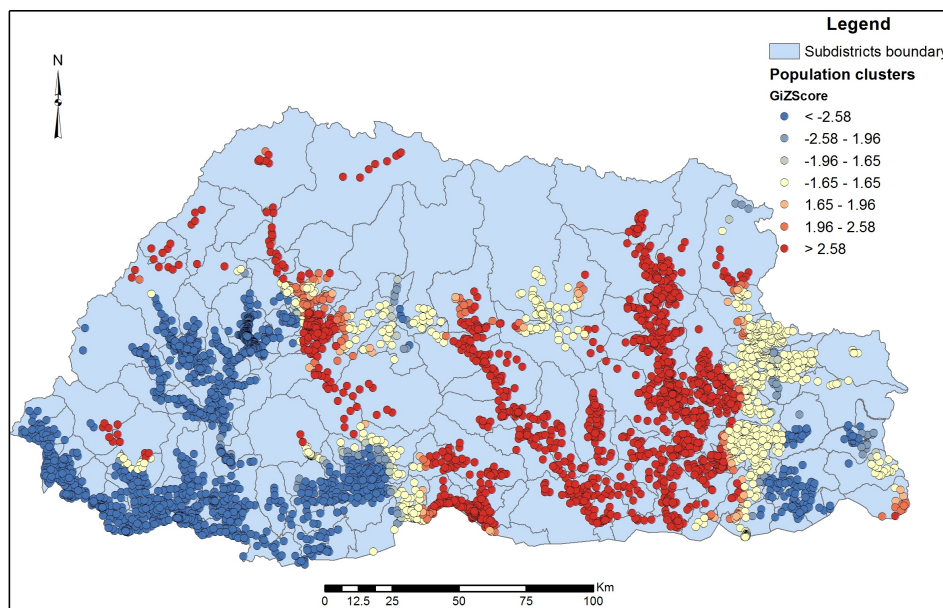 Legend
N
Subdistricts boundary
Population clusters
GiZScore
< -2.58
-2.58 - 1.96
-1.96 - 1.65
-1.65 - 1.65
1.65 - 1.96
1.96 - 2.58
> 2.58
Km
0 12.5 25 50 75 100